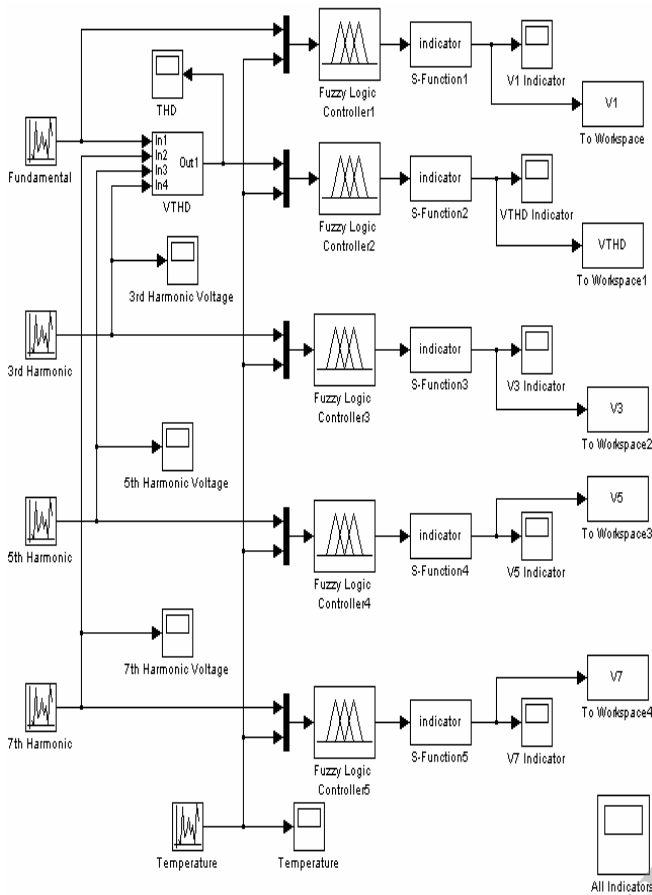 indicator
V1 Indicator
Fuzzy Logic
Controller1
S-Function1
V1
To Workspace
THD
Fundamental
In1
In2
In3
In4
Out1
VTHD
Fuzzy Logic
Controller2
indicator
S-Function2
VTHD Indicator
VTHD
To Workspace1
3rd Harmonic Voltage
3rd Harmonic
Fuzzy Logic
Controller3
indicator
S-Function3
V3 Indicator
V3
To Workspace2
5th Harmonic Voltage
5th Harmonic
Fuzzy Logic
Controller4
indicator
S-Function4
V5 Indicator
V5
To Workspace3
7th Harmonic Voltage
7th Harmonic
Fuzzy Logic
Controller5
indicator
S-Function5
V7 Indicator
V7
To Workspace4
Temperature
Temperature
All Indicators